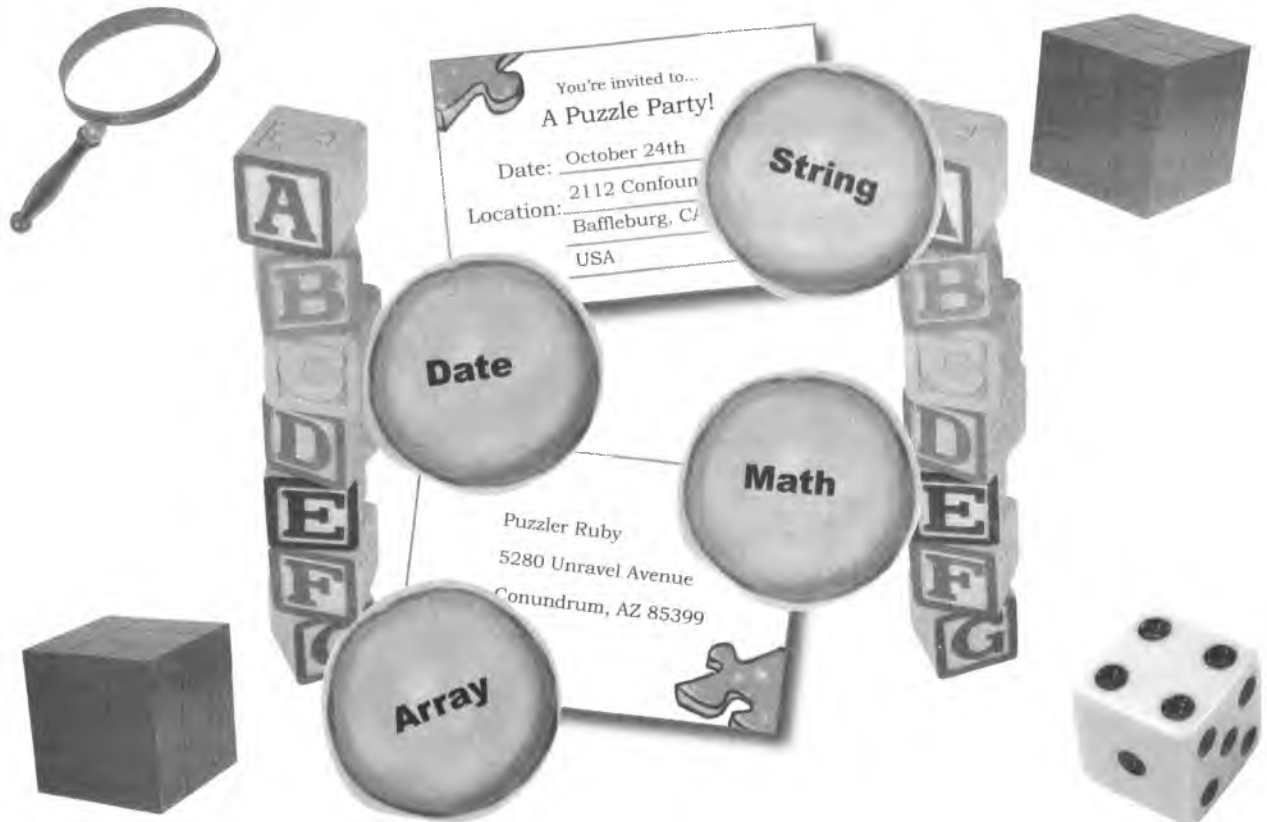 You're invited to...
A Puzzle Party!
Date: October 24th
Location: 2112
Baffleburg,
USA
String
Date
Math
Array
Puzzler Ruby
5280 Unravel Avenue
Conundrum, AZ 85399
A
B
C
D
E
F
A
B
C
D
E
F
G